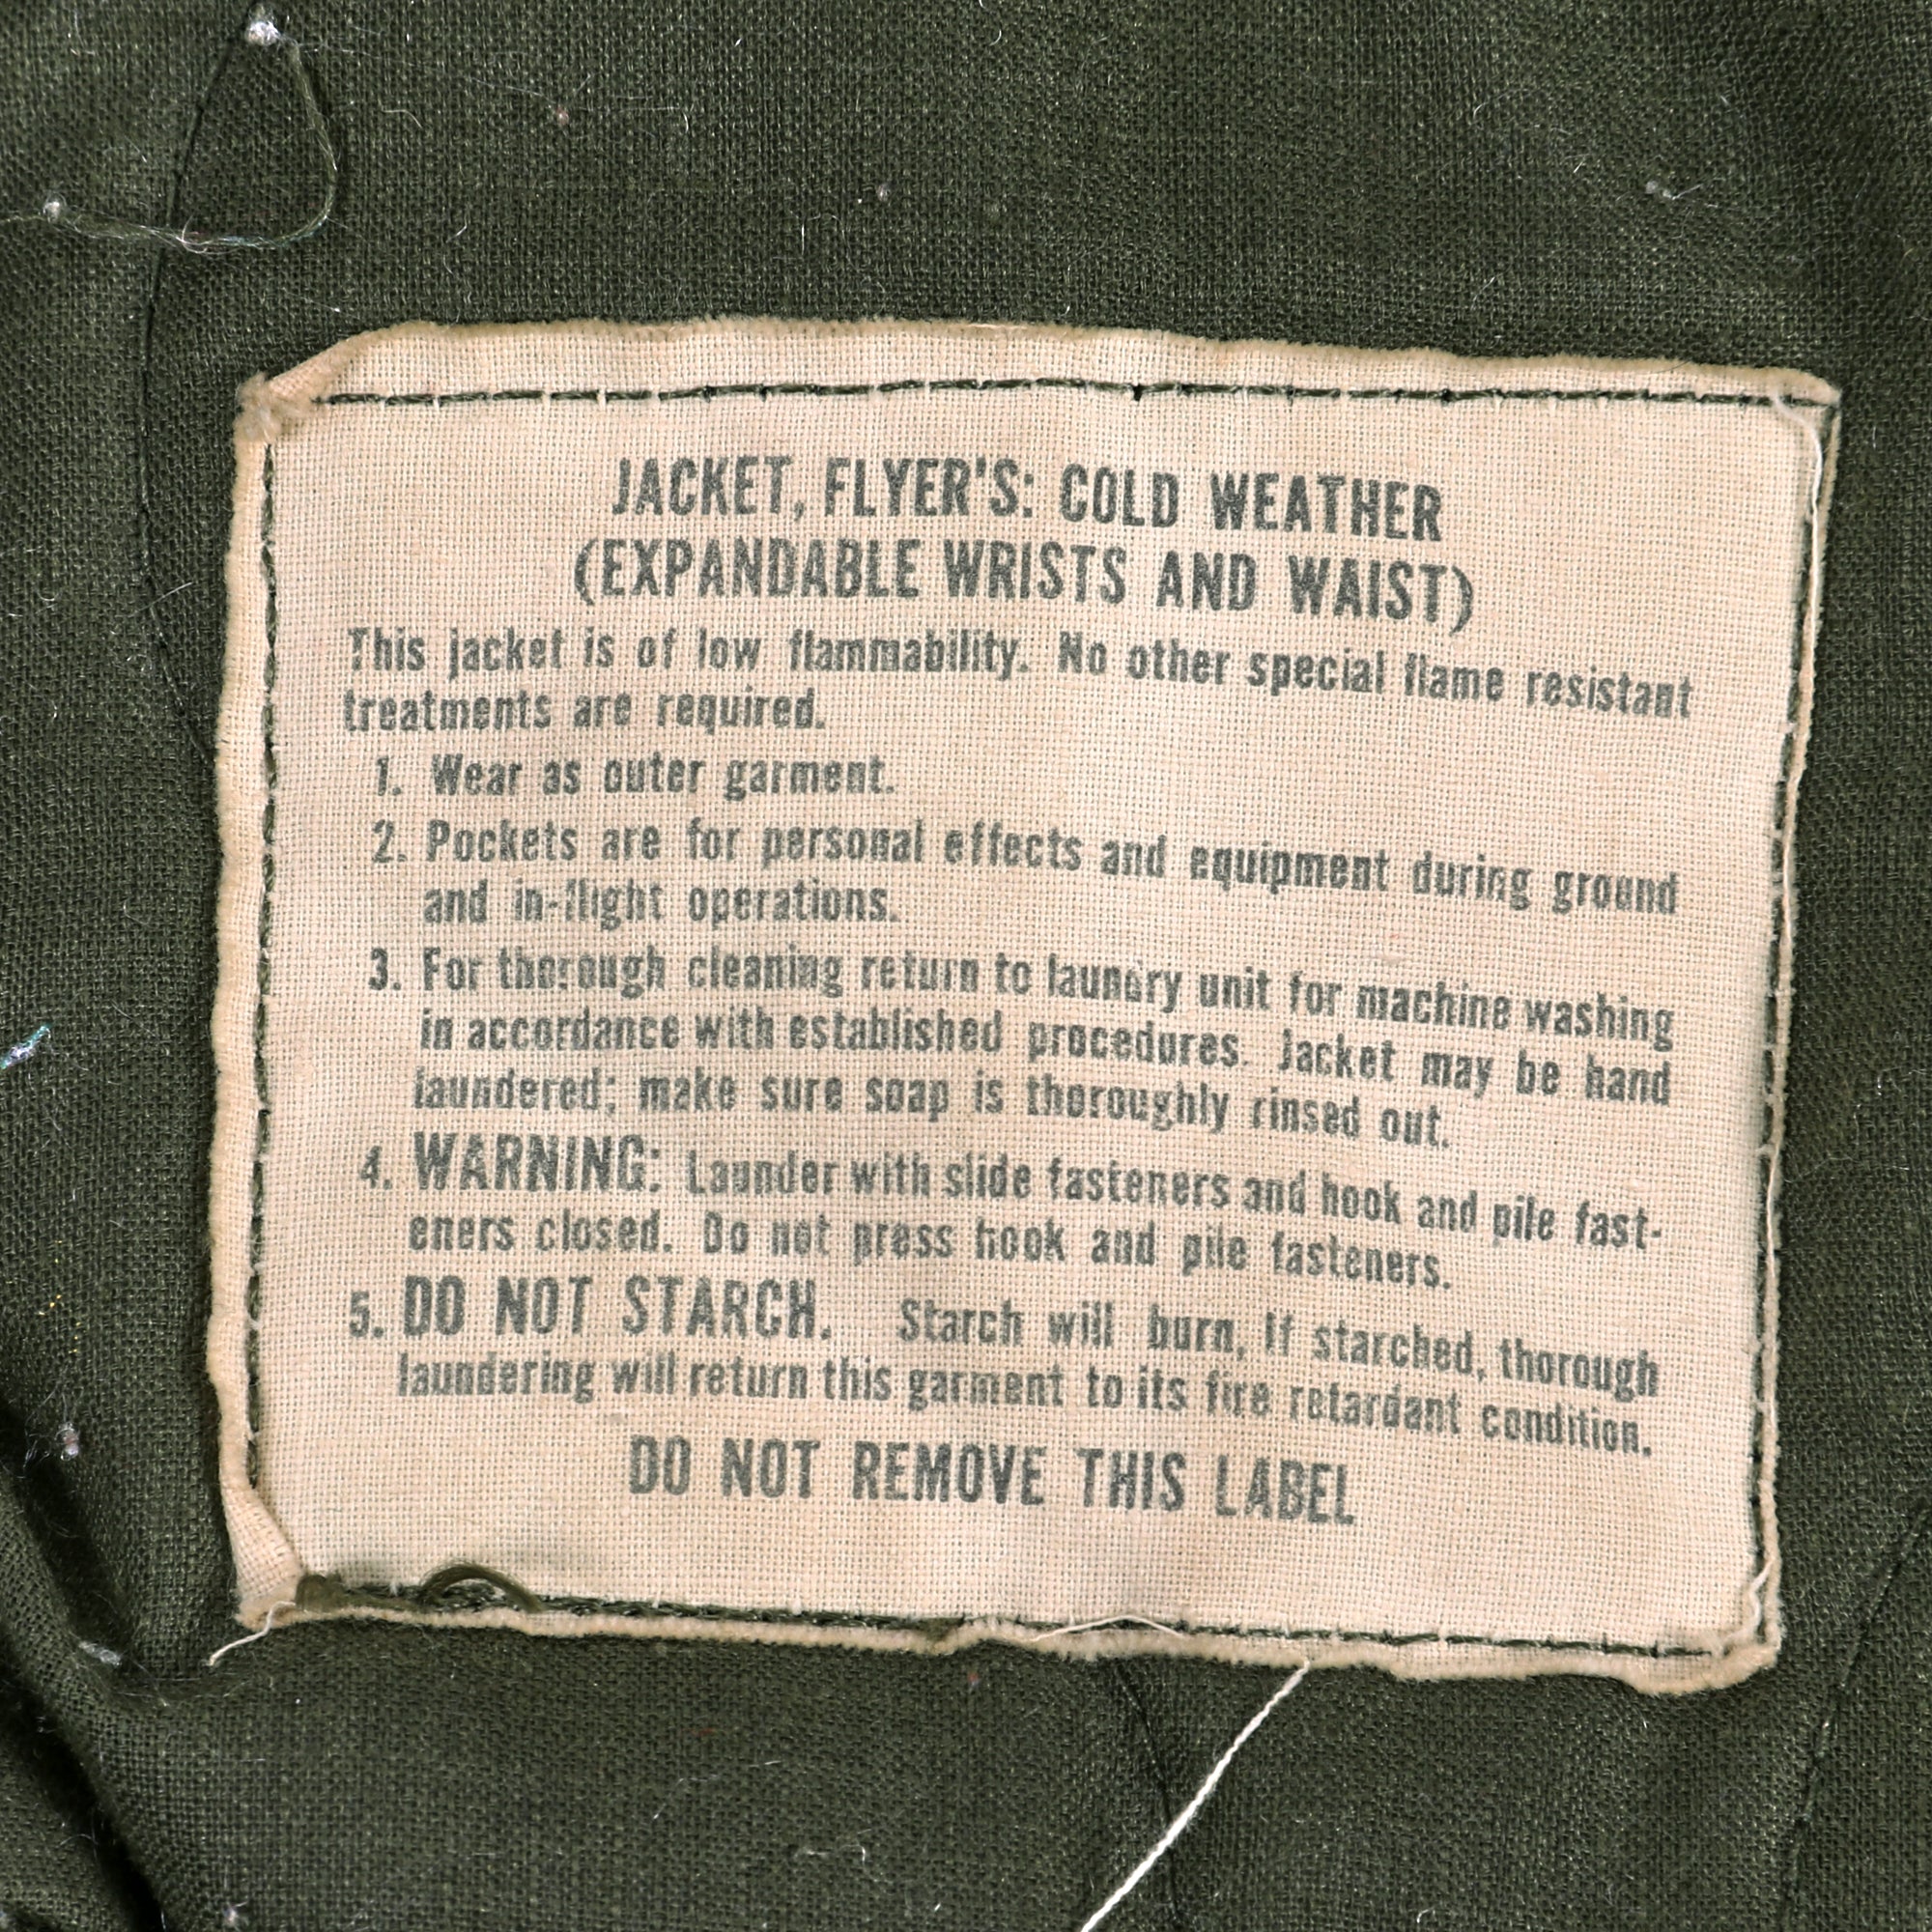 JACKET, FLYER'S: COLD WEATHER
(EXPANDABLE WRISTS AND WAIST)
This jacket is of low flammability. No other special flame resistant
treatments are required.
1. Wear as outer garment.
2. Pockets are for personal effects and equipment during ground
and in-flight operations.
3. For thorough cleaning return to laundry unit for machine washing
in accordance with established procedures. Jacket may be hand
laundered; make sure soap is thoroughly rinsed out.
4. WARNING: Launder with slide fasteners and hook and pile fast-
eners closed. Do not press hook and pile fasteners.
5. DO NOT STARCH. Starch will burn, If starched, thorough
laundering will return this garment to its fire retardant condition.
DO NOT REMOVE THIS LABEL